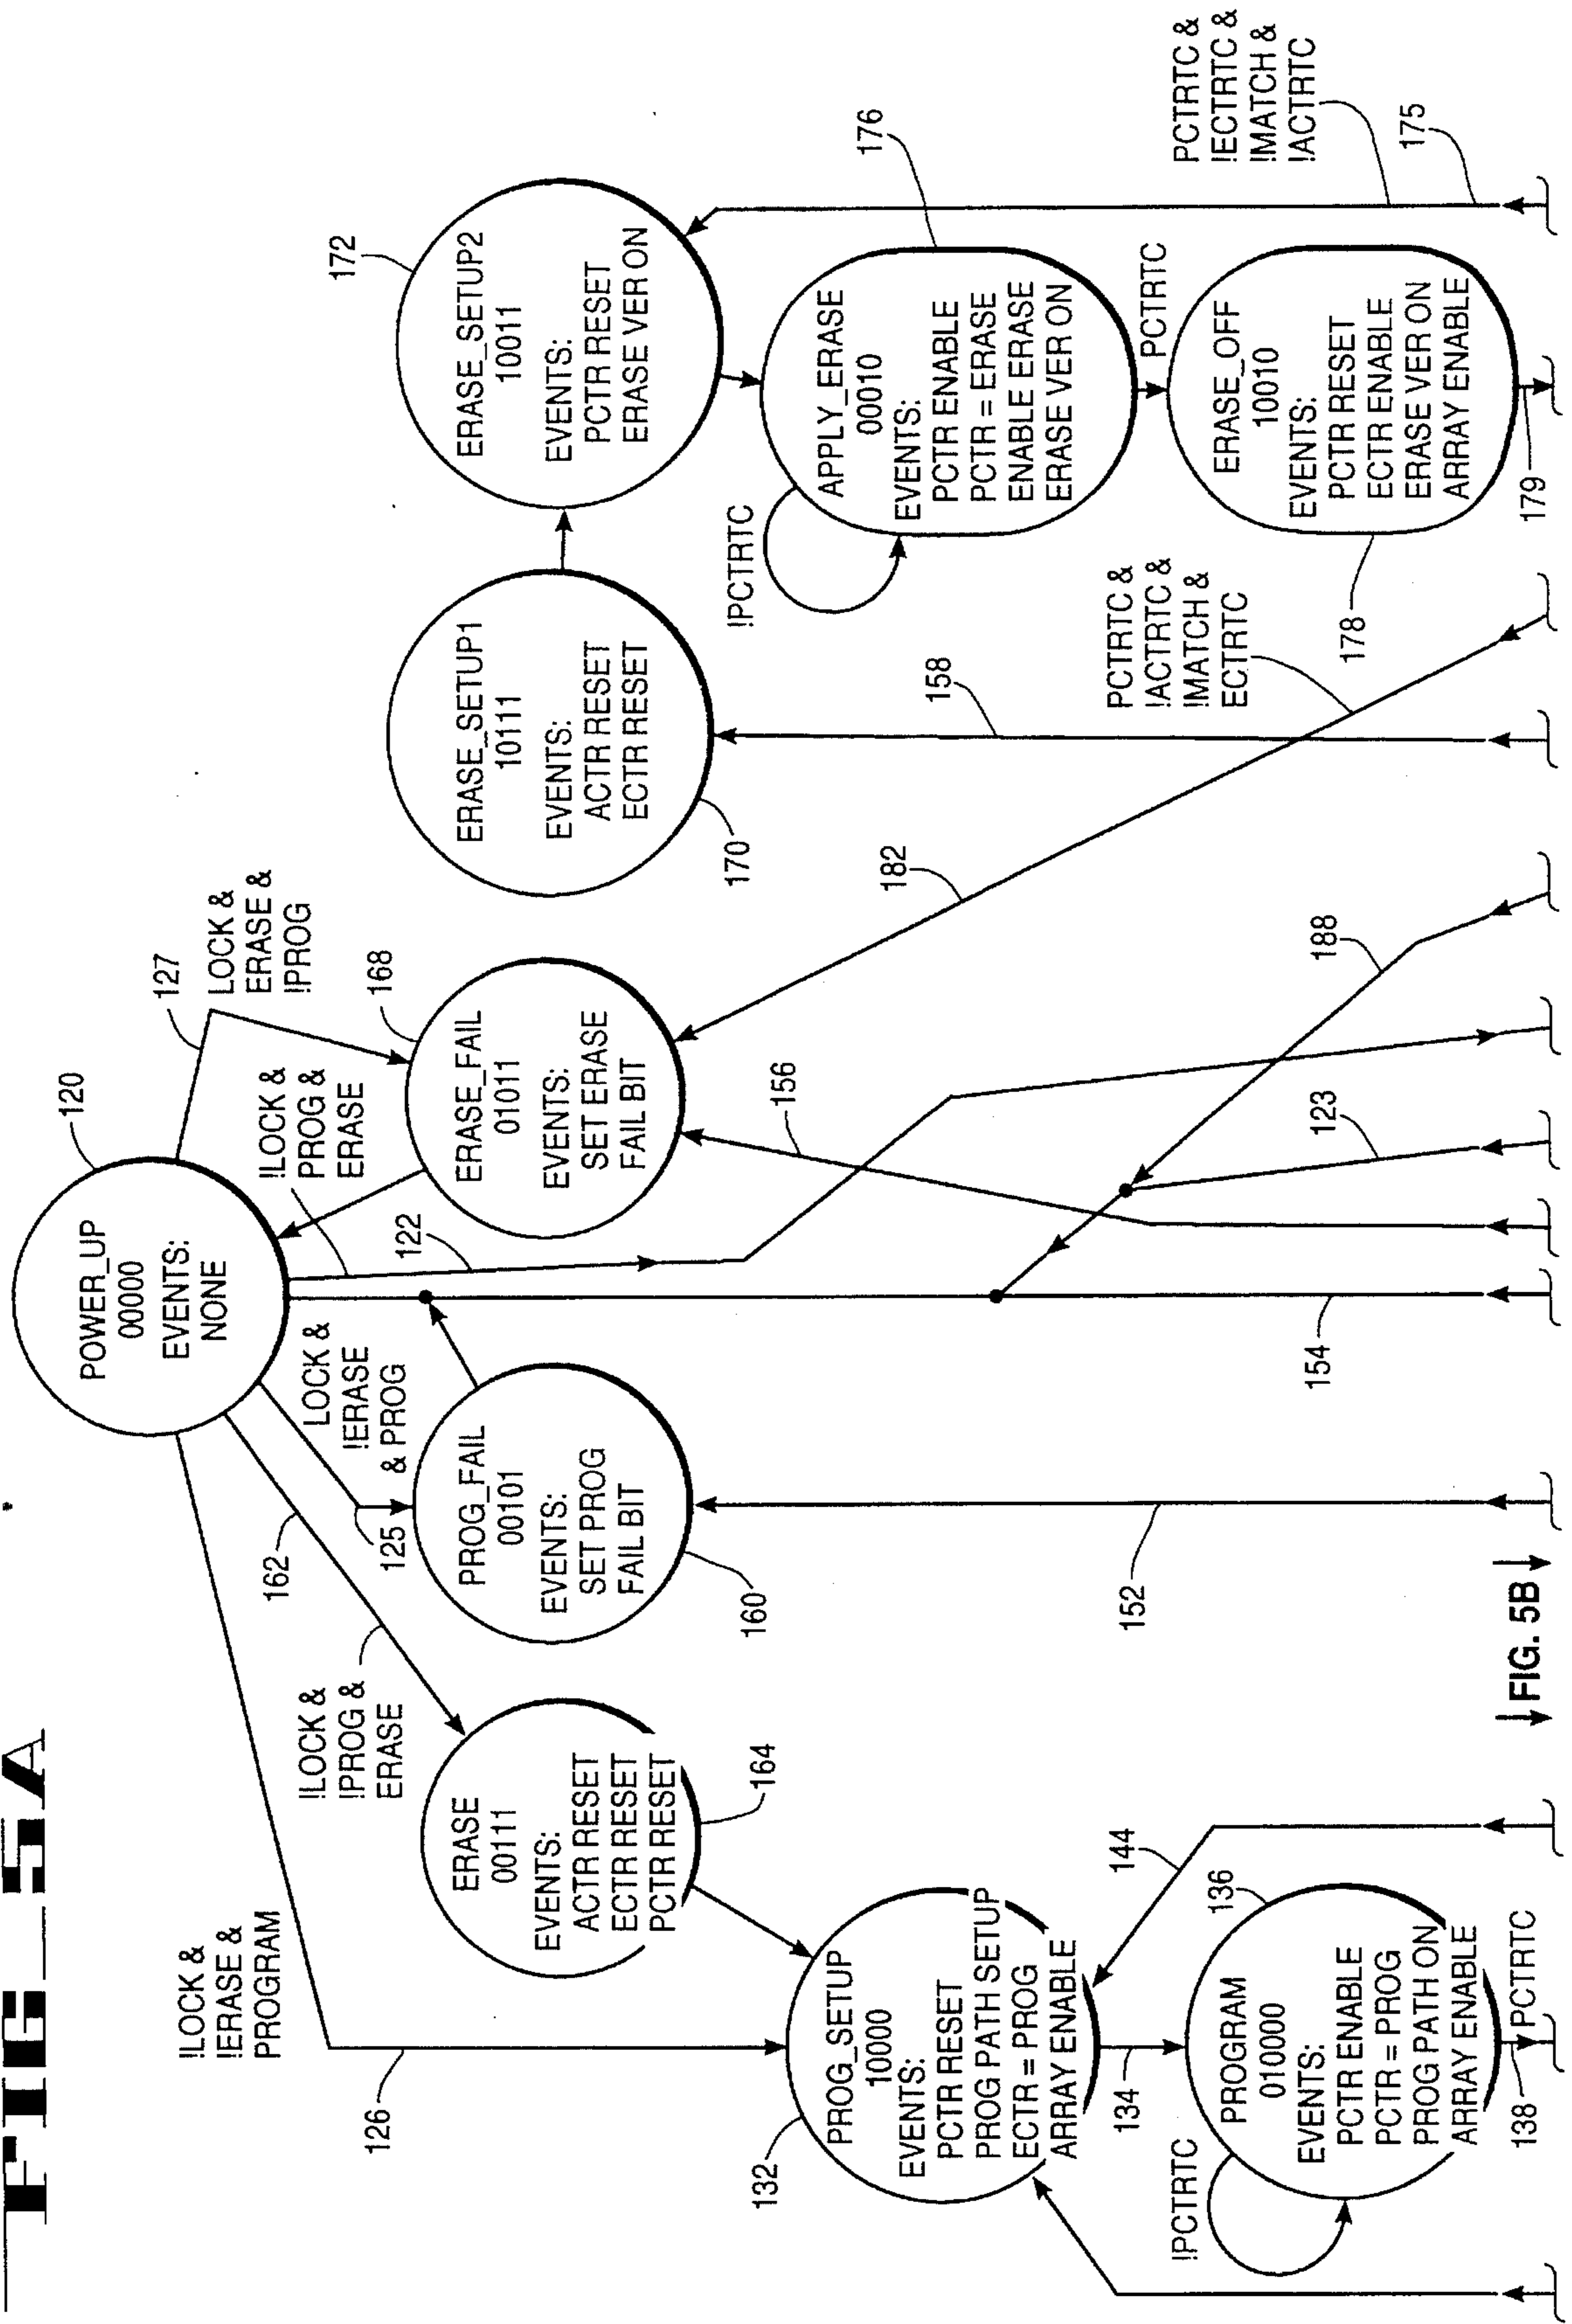 FIG_5A
POWER_UP
00000
EVENTS:
NONE
120
!LOCK &
!ERASE &
PROGRAM
126
162
!LOCK &
!PROG &
ERASE
LOCK &
!ERASE
& PROG
125
!LOCK &
PROG &
ERASE
122
127
LOCK &
ERASE &
!PROG
ERASE
00111
EVENTS:
ACTR RESET
ECTR RESET
PCTR RESET
164
PROG_FAIL
00101
EVENTS:
SET PROG
FAIL BIT
160
ERASE_FAIL
01011
EVENTS:
SET ERASE
FAIL BIT
168
ERASE_SETUP1
10111
EVENTS:
ACTR RESET
ECTR RESET
170
ERASE_SETUP2
10011
EVENTS:
PCTR RESET
ERASE VER ON
172
PROG_SETUP
10000
EVENTS:
PCTR RESET
PROG PATH SETUP
ECTR = PROG
ARRAY ENABLE
132
134
144
!PCTRTC
APPLY_ERASE
00010
EVENTS:
PCTR ENABLE
PCTR = ERASE
ENABLE ERASE
ERASE VER ON
176
PCTRTC
!PCTRTC
PROGRAM
010000
EVENTS:
PCTR ENABLE
PCTR = PROG
PROG PATH ON
ARRAY ENABLE
136
138
PCTRTC
ERASE_OFF
10010
EVENTS:
PCTR RESET
ECTR ENABLE
ERASE VER ON
ARRAY ENABLE
178
179
PCTRTC &
!ACTRTC &
!MATCH &
ECTRTC
PCTRTC &
!ECTRTC &
!MATCH &
!ACTRTC
175
182
158
156
188
123
154
152
FIG. 5B